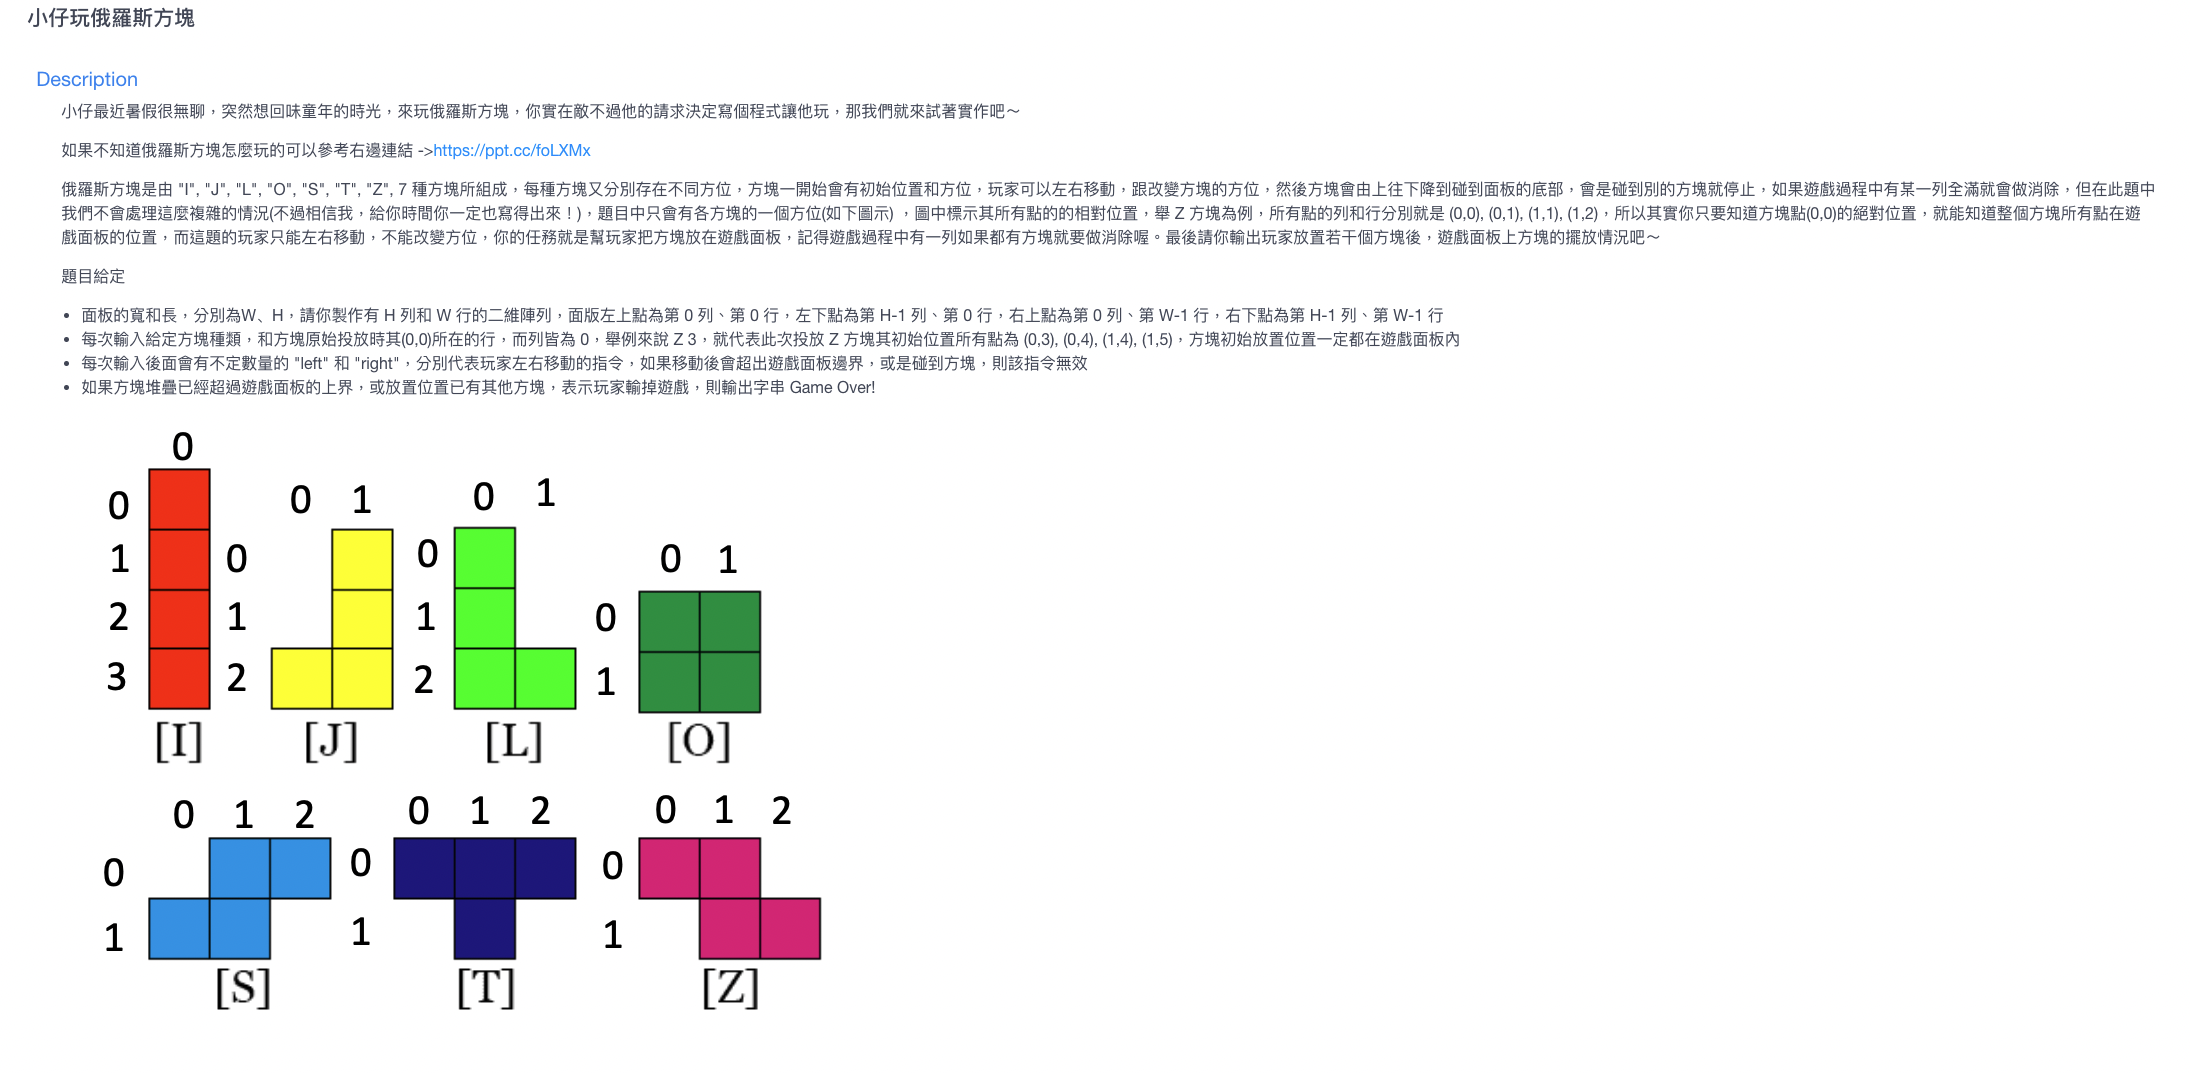 小仔玩俄羅斯方塊
Description
小仔最近暑假很無聊，突然想回味童年的時光，來玩俄羅斯方塊，你實在敵不過他的請求決定寫個程式讓他玩，那我們就來試著實作吧～
如果不知道俄羅斯方塊怎麼玩的可以參考右邊連結 ->https://ppt.cc/foLXMx
俄羅斯方塊是由 "I", "J", "L", "O", "S", "T", "Z", 7 種方塊所組成，每種方塊又分別存在不同方位，方塊一開始會有初始位置和方位，玩家可以左右移動，跟改變方塊的方位，然後方塊會由上往下降到碰到面板的底部，會是碰到別的方塊就停止，如果遊戲過程中有某一列全滿就會做消除，但在此題中
我們不會處理這麼複雜的情況(不過相信我，給你時間你一定也寫得出來！)，題目中只會有各方塊的一個方位(如下圖示) ，圖中標示其所有點的的相對位置，舉 Z 方塊為例，所有點的列和行分別就是 (0,0), (0,1), (1,1), (1,2)，所以其實你只要知道方塊點(0,0)的絕對位置，就能知道整個方塊所有點在遊
戲面板的位置，而這題的玩家只能左右移動，不能改變方位，你的任務就是幫玩家把方塊放在遊戲面板，記得遊戲過程中有一列如果都有方塊就要做消除喔。最後請你輸出玩家放置若干個方塊後，遊戲面板上方塊的擺放情況吧～
題目給定
• 面板的寬和長，分別為W、H，請你製作有 H 列和 W 行的二維陣列，面版左上點為第 0 列、第 0 行，左下點為第 H-1 列、第 0 行，右上點為第 0 列、第 W-1 行，右下點為第 H-1 列、第 W-1 行
• 每次輸入給定方塊種類，和方塊原始投放時其(0,0)所在的行，而列皆為 0，舉例來說 Z 3，就代表此次投放 Z 方塊其初始位置所有點為 (0,3), (0,4), (1,4), (1,5)，方塊初始放置位置一定都在遊戲面板內
• 每次輸入後面會有不定數量的 "left" 和 "right"，分別代表玩家左右移動的指令，如果移動後會超出遊戲面板邊界，或是碰到方塊，則該指令無效
• 如果方塊堆疊已經超過遊戲面板的上界，或放置位置已有其他方塊，表示玩家輸掉遊戲，則輸出字串 Game Over!
0
0 1 2 3
[I]
0 1
0 1 2
[J]
0 1
0 1 2
[L]
0 1
0 1
[O]
0 1 2
0 1
[S]
0 1 2
0 1
[T]
0 1 2
0 1
[Z]